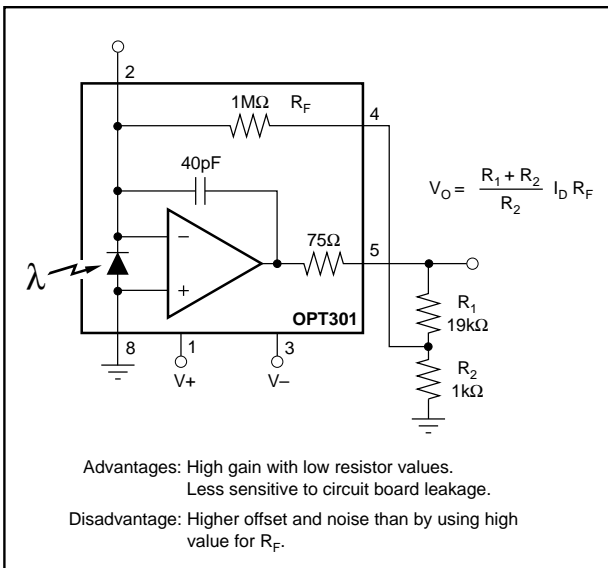 2
1MΩ R_F 4
40pF
V_O = (R_1 + R_2) / R_2 I_D R_F
75Ω 5
−
λ
+
R_1
19kΩ
OPT301
8 1 3
R_2
1kΩ
V+ V−
Advantages: High gain with low resistor values.
Less sensitive to circuit board leakage.
Disadvantage: Higher offset and noise than by using high
value for R_F.